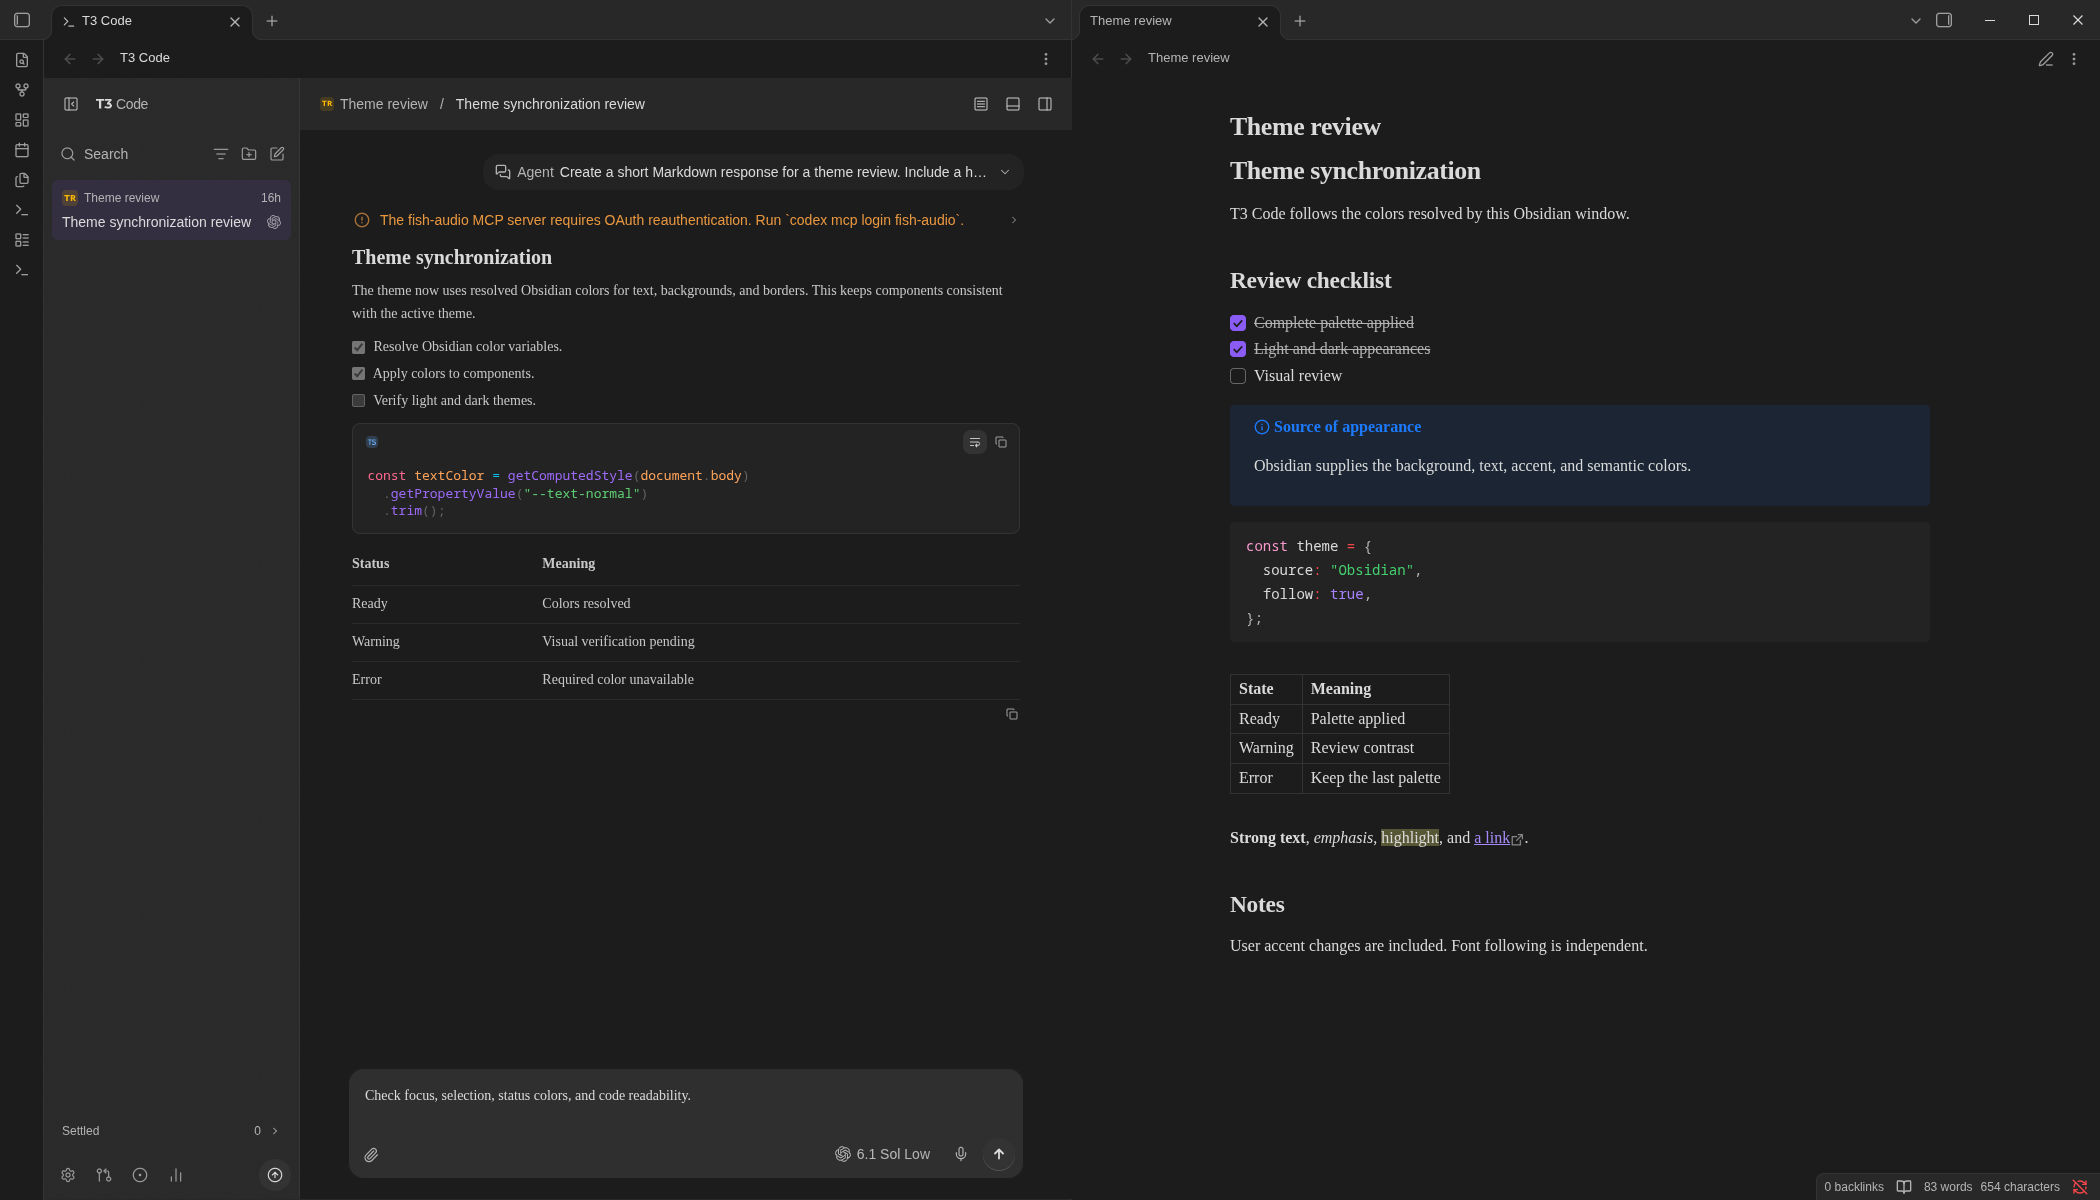 T3 Code
T3 Code
T3 Code
Search
TR Theme review 16h
Theme synchronization review
Settled 0
TR Theme review / Theme synchronization review
Agent Create a short Markdown response for a theme review. Include a h…
The fish-audio MCP server requires OAuth reauthentication. Run `codex mcp login fish-audio`.
Theme synchronization
The theme now uses resolved Obsidian colors for text, backgrounds, and borders. This keeps components consistent
with the active theme.
Resolve Obsidian color variables.
Apply colors to components.
Verify light and dark themes.
TS
const textColor = getComputedStyle(document.body)
.getPropertyValue("--text-normal")
.trim();
Status Meaning
Ready Colors resolved
Warning Visual verification pending
Error Required color unavailable
Check focus, selection, status colors, and code readability.
6.1 Sol Low
Theme review
Theme review
Theme review
Theme synchronization
T3 Code follows the colors resolved by this Obsidian window.
Review checklist
Complete palette applied
Light and dark appearances
Visual review
Source of appearance
Obsidian supplies the background, text, accent, and semantic colors.
const theme = {
source: "Obsidian",
follow: true,
};
State Meaning
Ready Palette applied
Warning Review contrast
Error Keep the last palette
Strong text, emphasis, highlight, and a link.
Notes
User accent changes are included. Font following is independent.
0 backlinks 83 words 654 characters